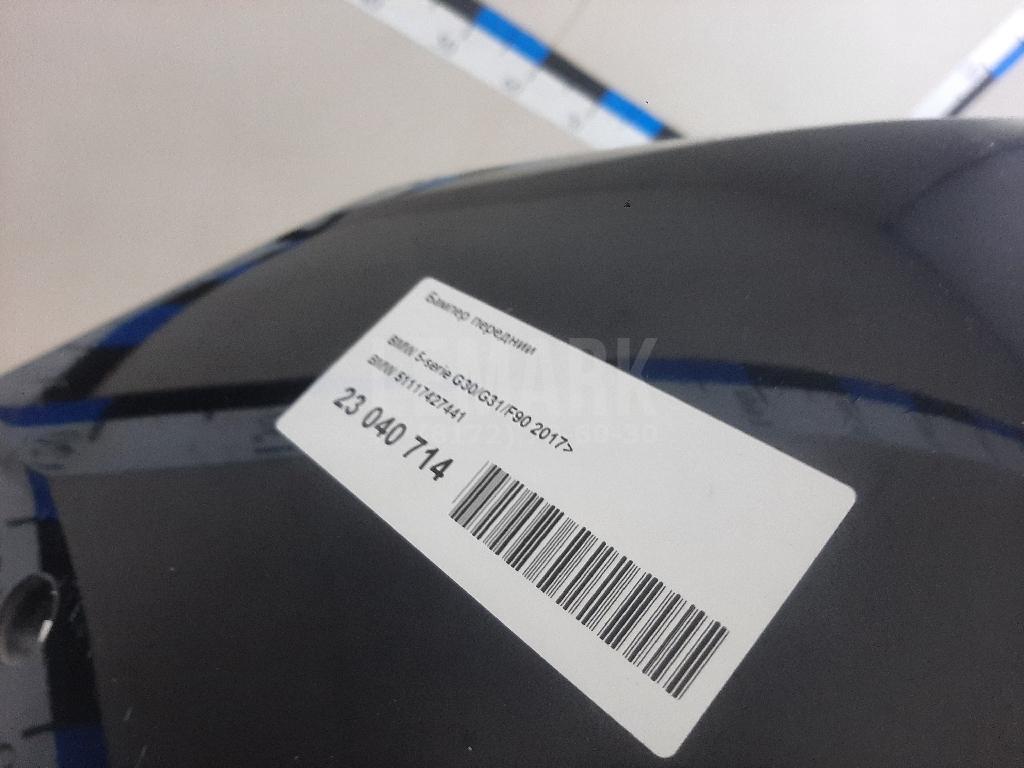 Бампер передний
BMW 5-serie G30/G31/F90 2017>
BMW 51117427441
23 040 714